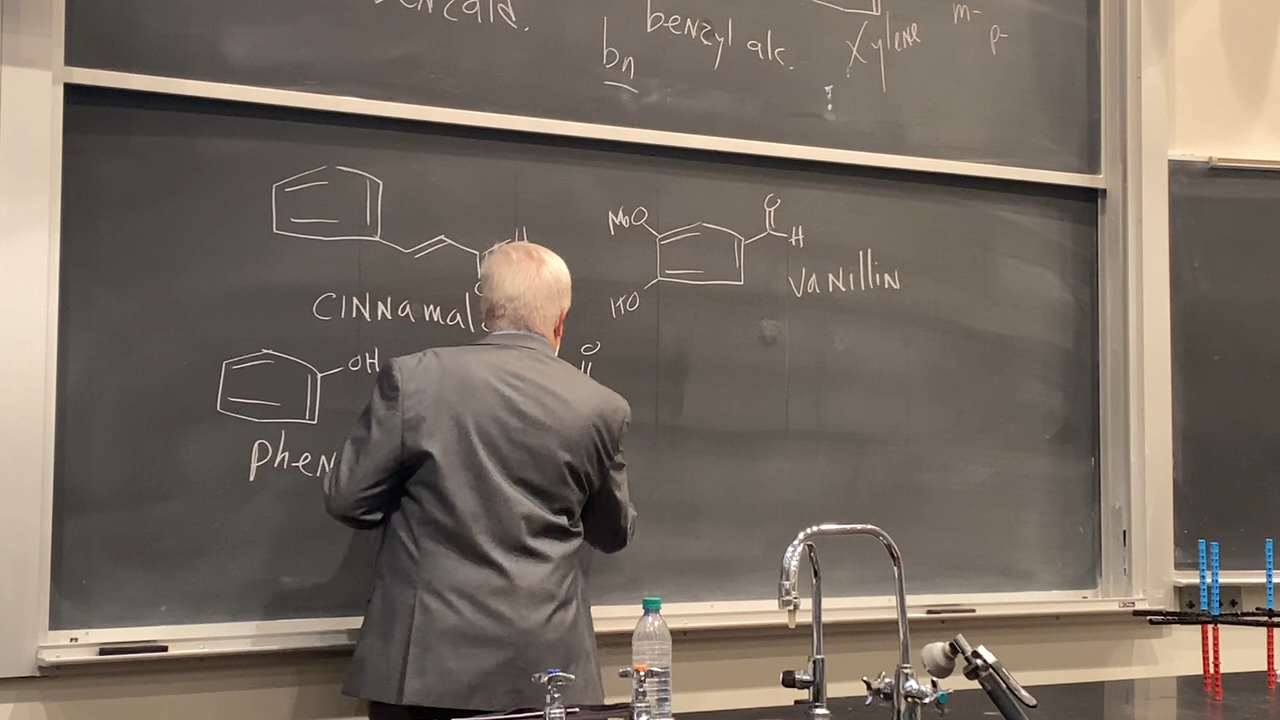 benzald.
bn
benzyl alc.
xylene
m-
p-
?
MeO
O
H
HO
vanillin
cinnamal
OH
O
phen